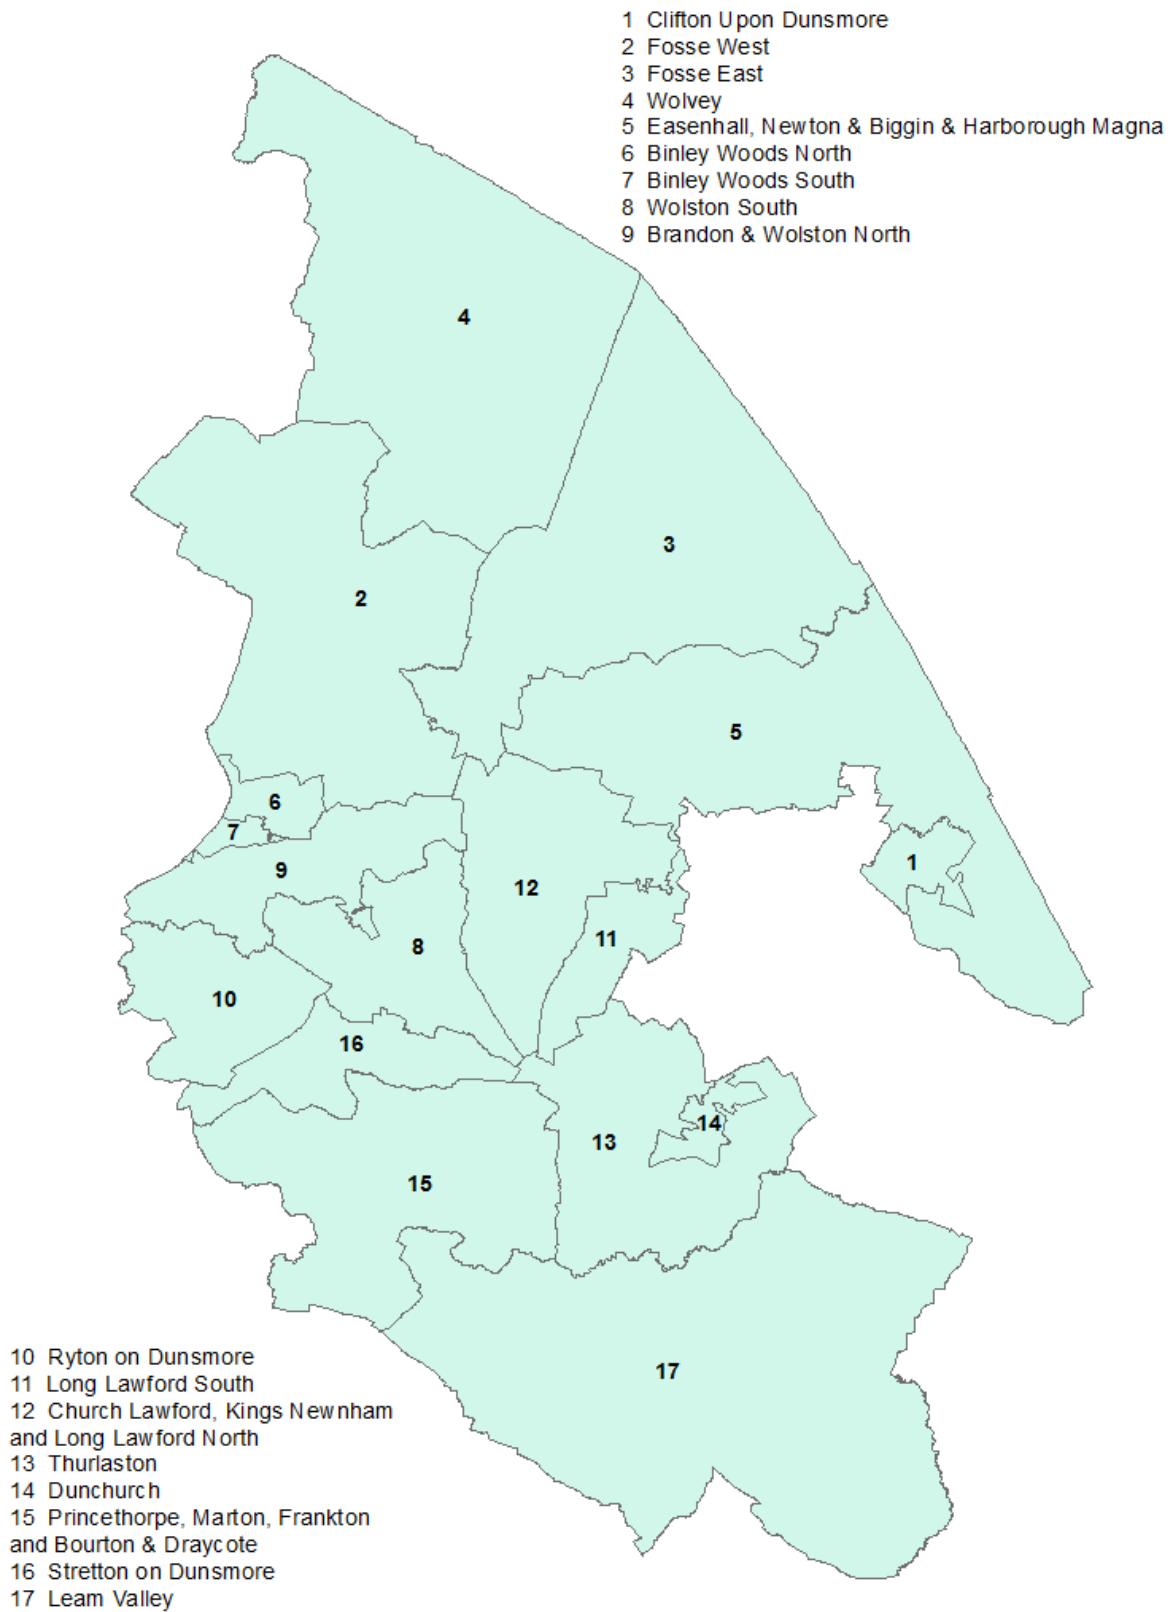 1 Clifton Upon Dunsmore
2 Fosse West
3 Fosse East
4 Wolvey
5 Easenhall, Newton & Biggin & Harborough Magna
6 Binley Woods North
7 Binley Woods South
8 Wolston South
9 Brandon & Wolston North
4
3
2
5
6
7
1
9
12
11
8
10
16
14
13
15
17
10 Ryton on Dunsmore
11 Long Lawford South
12 Church Lawford, Kings Newnham
and Long Lawford North
13 Thurlaston
14 Dunchurch
15 Princethorpe, Marton, Frankton
and Bourton & Draycote
16 Stretton on Dunsmore
17 Leam Valley